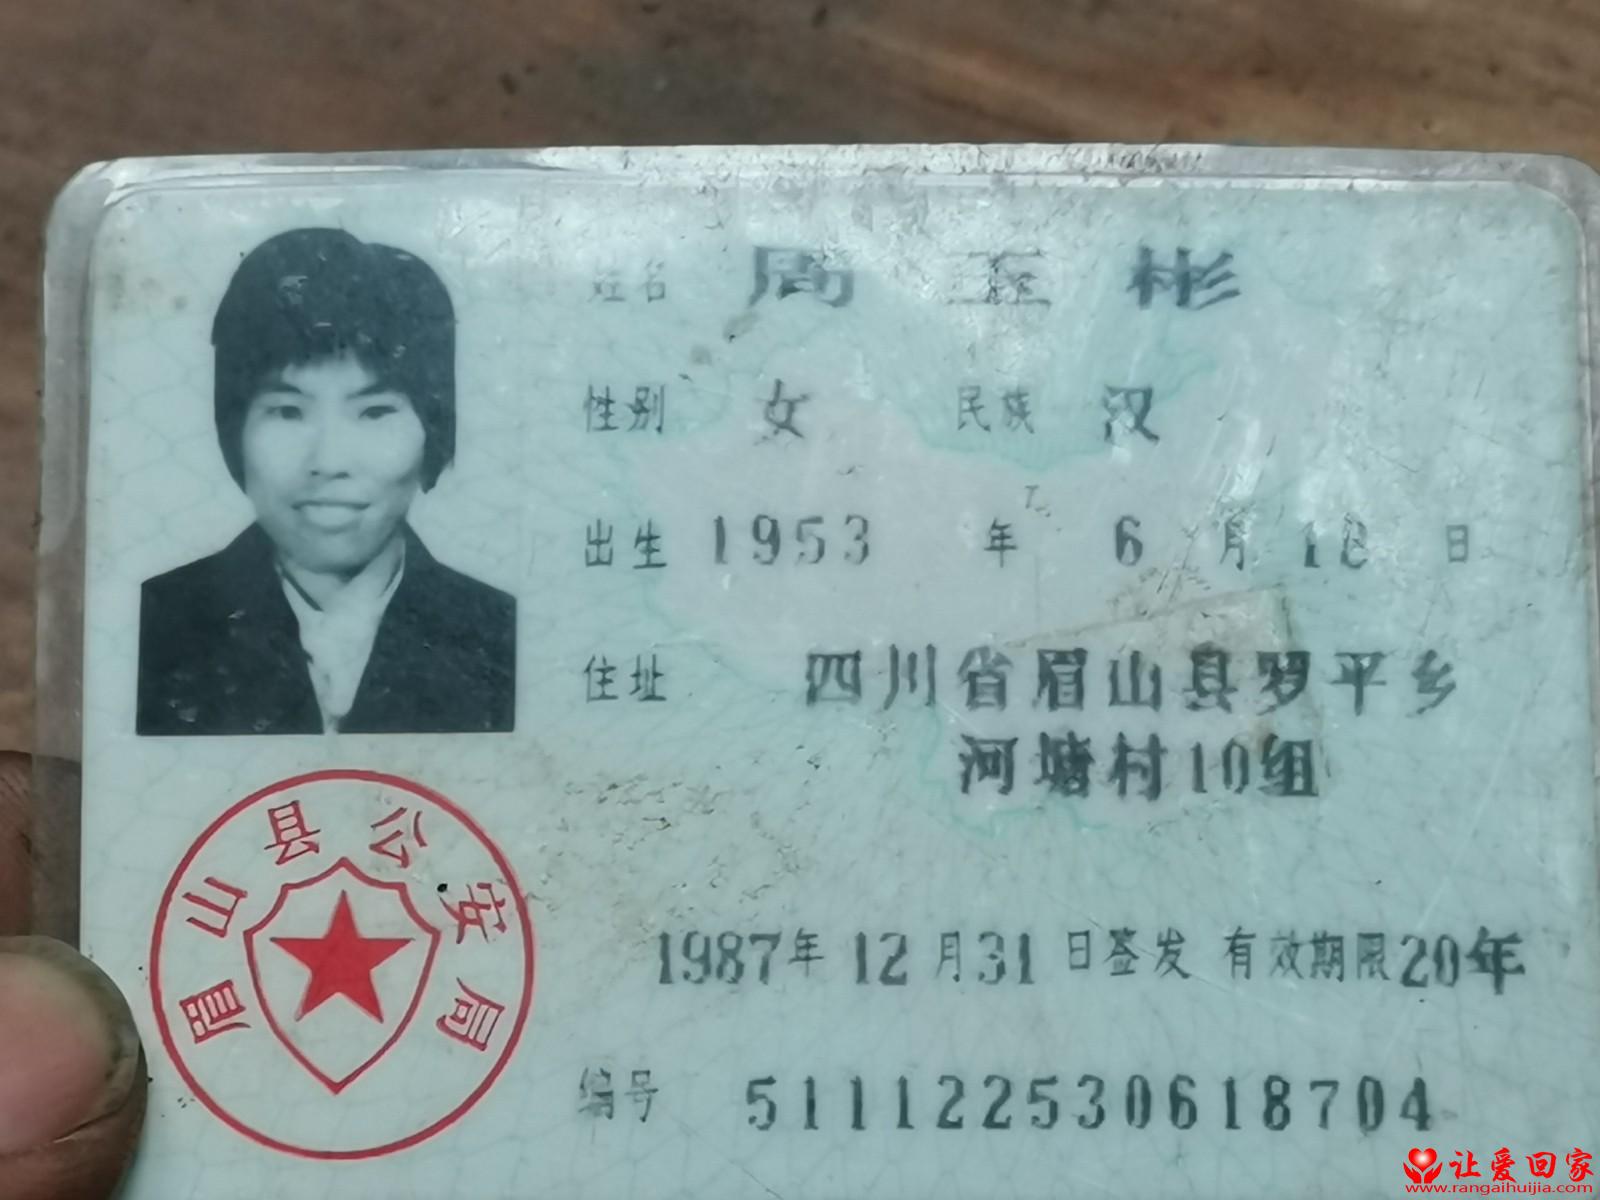 姓名 周玉彬
性别 女 民族 汉
出生 1953 年 6 月 18 日
住址 四川省眉山县罗平乡
河塘村10组
眉山县公安局
1987年12月31日签发 有效期限20年
编号 511122530618704
让爱回家
www.rangaihuijia.com